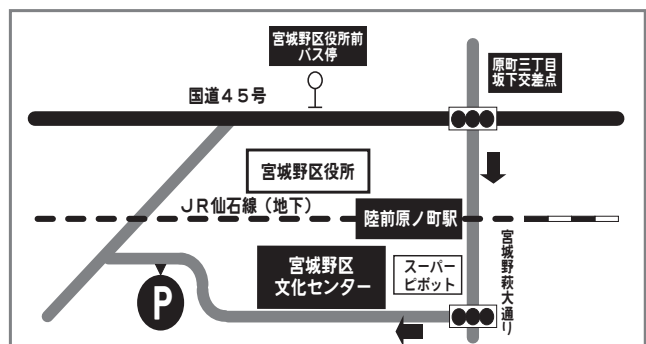 宮城野区役所前
バス停
原町三丁目
坂下交差点
国道45号
宮城野区役所
JR仙石線（地下）
陸前原ノ町駅
宮城野萩大通り
宮城野区
文化センター
スーパー
ピボット
P